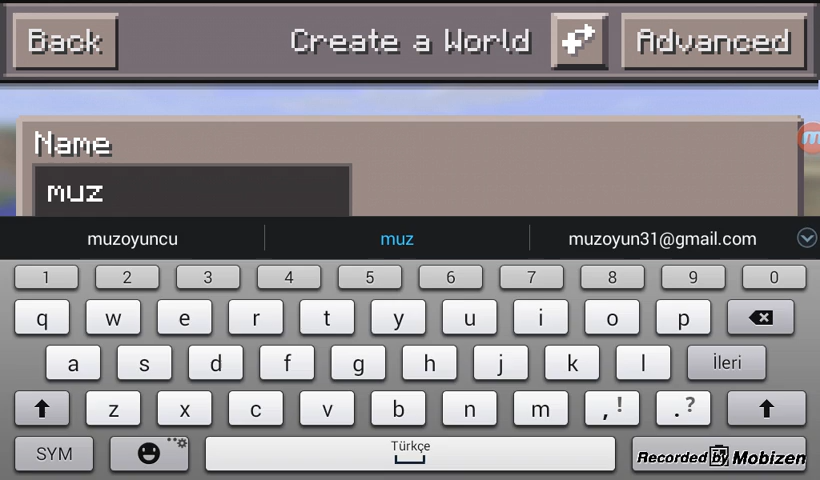 Back Create a World Advanced
Name
muz
muzoyuncu muz muzoyun31@gmail.com
1 2 3 4 5 6 7 8 9 0
q w e r t y u i o p
a s d f g h j k l İleri
z x c v b n m , ! . ?
SYM Türkçe Recorded by Mobizen